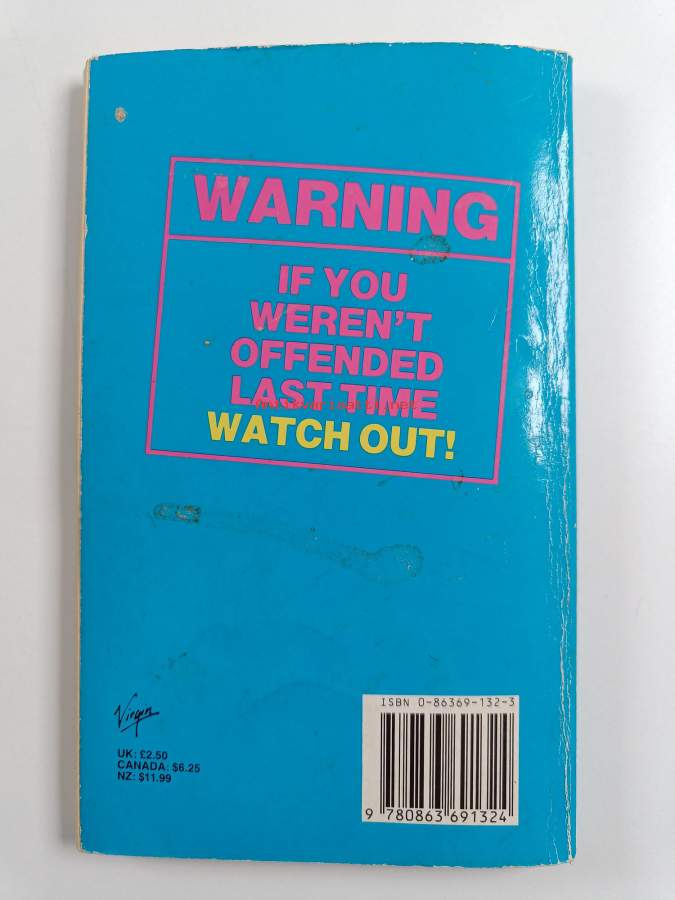 WARNING
IF YOU
WEREN'T
OFFENDED
LAST TIME
WATCH OUT!
Virgin
UK: £2.50
CANADA: $6.25
NZ: $11.99
ISBN 0-86369-132-3
9 780863 691324